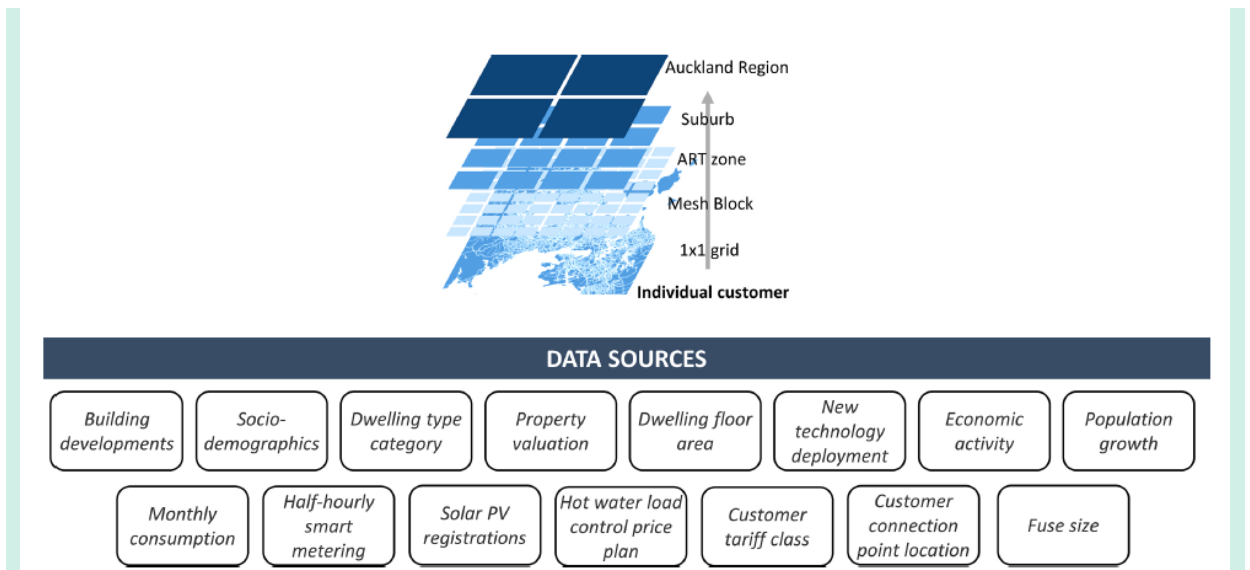 Auckland Region
Suburb
ART zone
Mesh Block
1x1 grid
Individual customer
DATA SOURCES
Building
developments
Socio-
demographics
Dwelling type
category
Property
valuation
Dwelling floor
area
New
technology
deployment
Economic
activity
Population
growth
Monthly
consumption
Half-hourly
smart
metering
Solar PV
registrations
Hot water load
control price
plan
Customer
tariff class
Customer
connection
point location
Fuse size